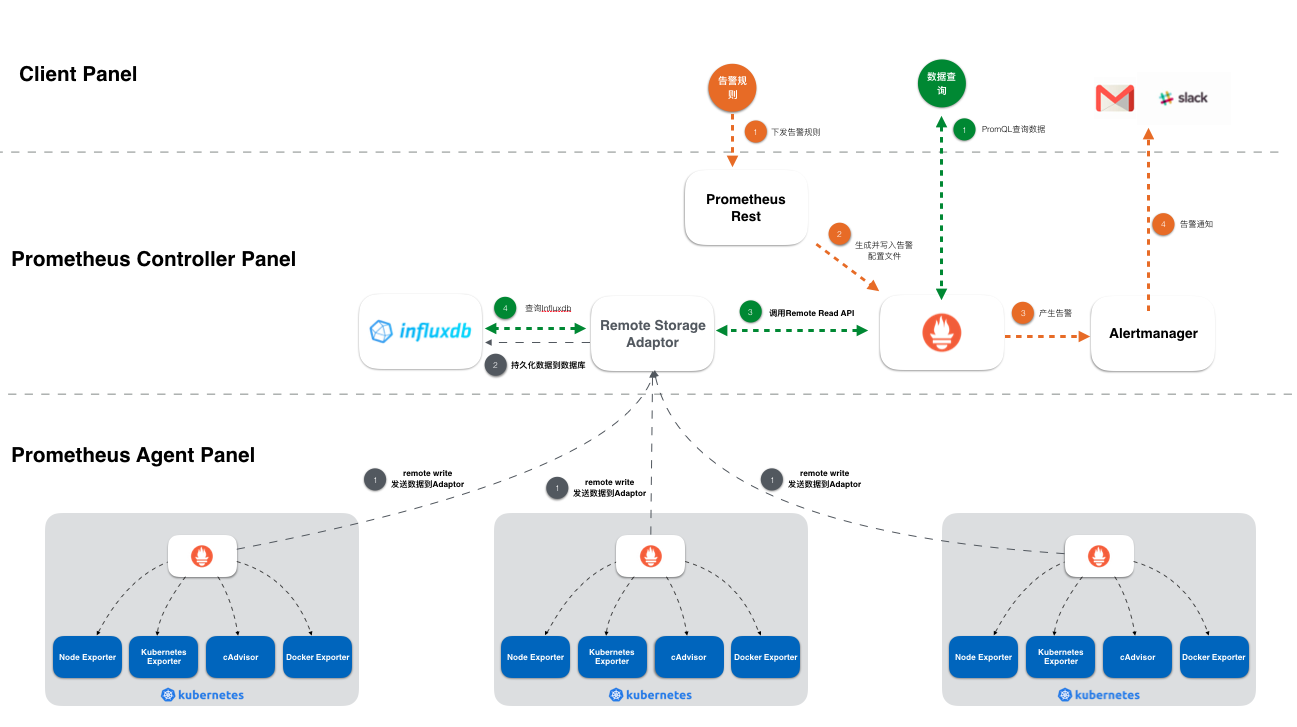 Client Panel
告警规
则
1
下发告警规则
数据查
询
1
PromQL查询数据
slack
Prometheus
Rest
2
生成并写入告警
配置文件
4
告警通知
Prometheus Controller Panel
influxdb
4
查询Influxdb
2
持久化数据到数据库
Remote Storage
Adaptor
3
调用Remote Read API
3
产生告警
Alertmanager
Prometheus Agent Panel
1
remote write
发送数据到Adaptor
1
remote write
发送数据到Adaptor
1
remote write
发送数据到Adaptor
Node Exporter
Kubernetes
Exporter
cAdvisor
Docker Exporter
kubernetes
Node Exporter
Kubernetes
Exporter
cAdvisor
Docker Exporter
kubernetes
Node Exporter
Kubernetes
Exporter
cAdvisor
Docker Exporter
kubernetes